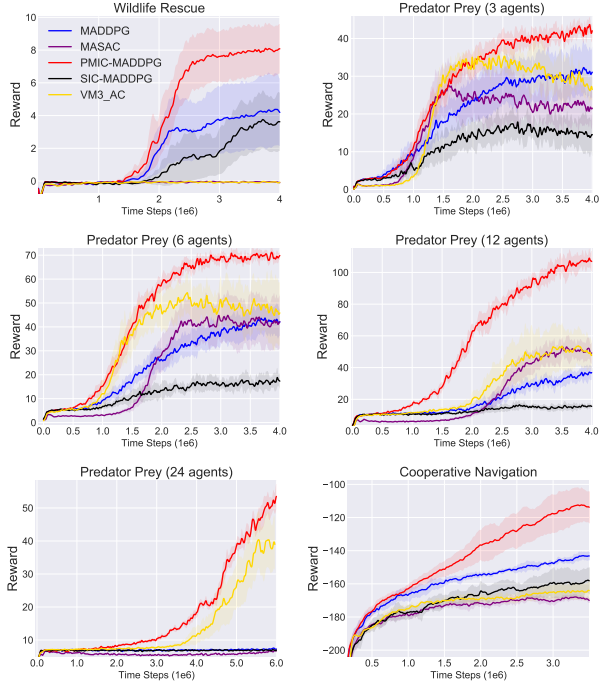 Wildlife Rescue
10
8
6
4
2
0
Reward
MADDPG
MASAC
PMIC-MADDPG
SIC-MADDPG
VM3_AC
1 2 3 4
Time Steps (1e6)
Predator Prey (3 agents)
40
30
20
10
0
Reward
0.0 0.5 1.0 1.5 2.0 2.5 3.0 3.5 4.0
Time Steps (1e6)
Predator Prey (6 agents)
70
60
50
40
30
20
10
0
Reward
0.0 0.5 1.0 1.5 2.0 2.5 3.0 3.5 4.0
Time Steps (1e6)
Predator Prey (12 agents)
100
80
60
40
20
Reward
0.0 0.5 1.0 1.5 2.0 2.5 3.0 3.5 4.0
Time Steps (1e6)
Predator Prey (24 agents)
50
40
30
20
10
Reward
0.0 1.0 2.0 3.0 4.0 5.0 6.0
Time Steps (1e6)
Cooperative Navigation
−100
−120
−140
−160
−180
−200
Reward
0.5 1.0 1.5 2.0 2.5 3.0
Time Steps (1e6)